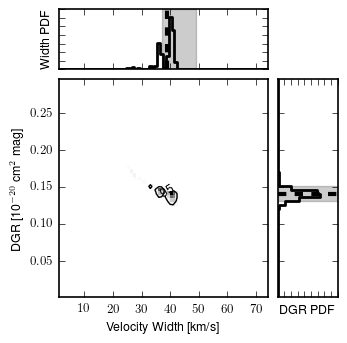 Width PDF
0.25
0.20
0.15
0.10
0.05
DGR [10⁻²⁰ cm² mag]
10 20 30 40 50 60 70
Velocity Width [km/s]
DGR PDF